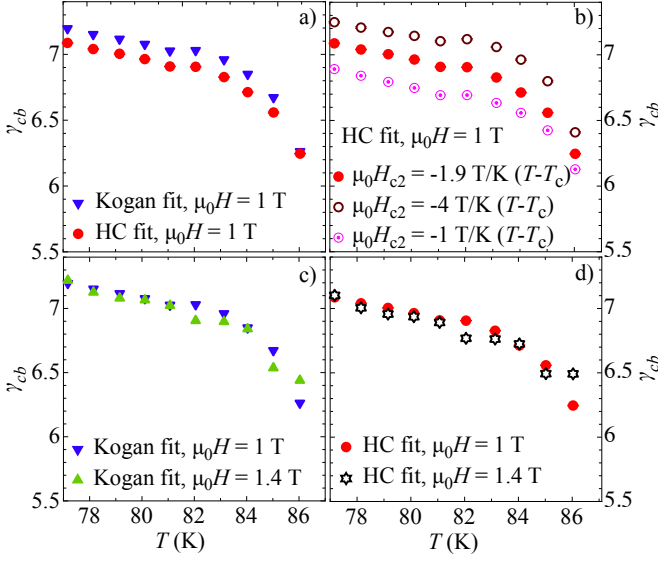 a)
7
6.5
6
5.5
γcb
Kogan fit, μ0H = 1 T
HC fit, μ0H = 1 T
b)
7
6.5
6
5.5
γcb
HC fit, μ0H = 1 T
μ0Hc2 = -1.9 T/K (T-Tc)
μ0Hc2 = -4 T/K (T-Tc)
μ0Hc2 = -1 T/K (T-Tc)
c)
7
6.5
6
5.5
γcb
Kogan fit, μ0H = 1 T
Kogan fit, μ0H = 1.4 T
78 80 82 84 86
T (K)
d)
7
6.5
6
5.5
γcb
HC fit, μ0H = 1 T
HC fit, μ0H = 1.4 T
78 80 82 84 86
T (K)